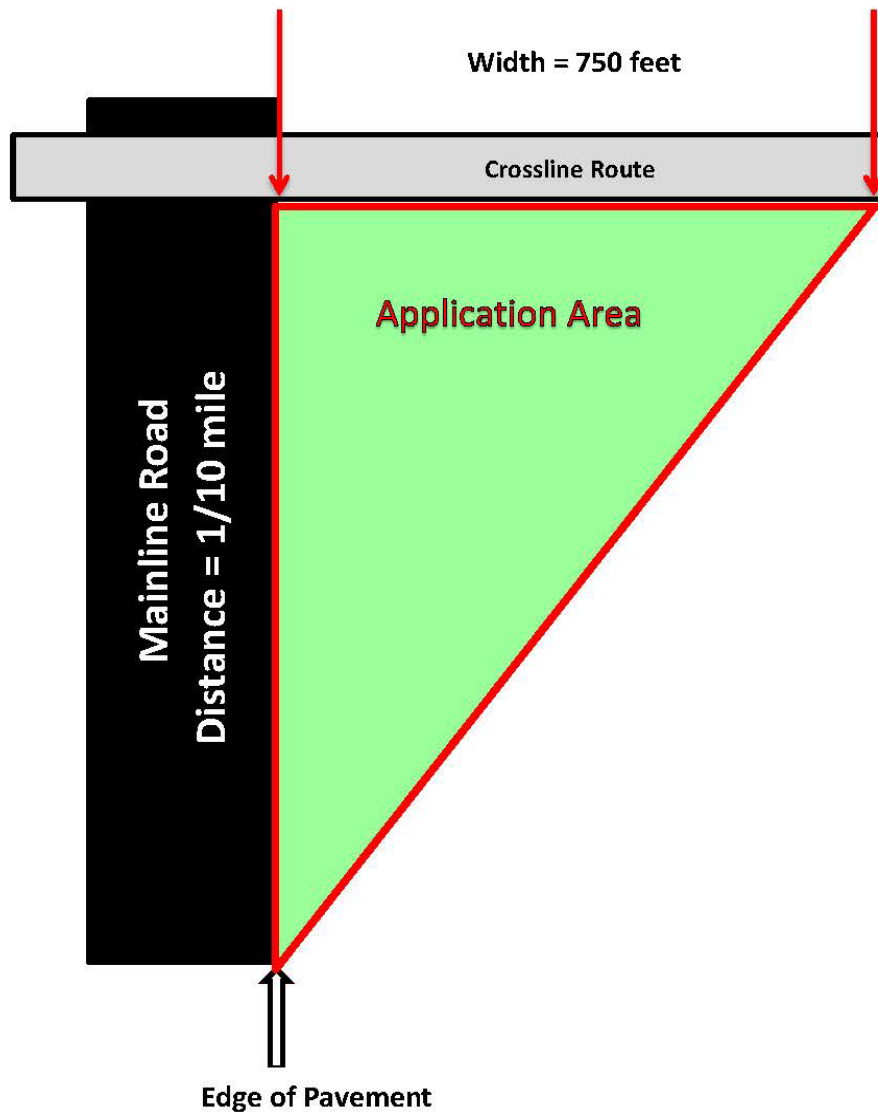 Width = 750 feet
Crossline Route
Application Area
Mainline Road
Distance = 1/10 mile
Edge of Pavement